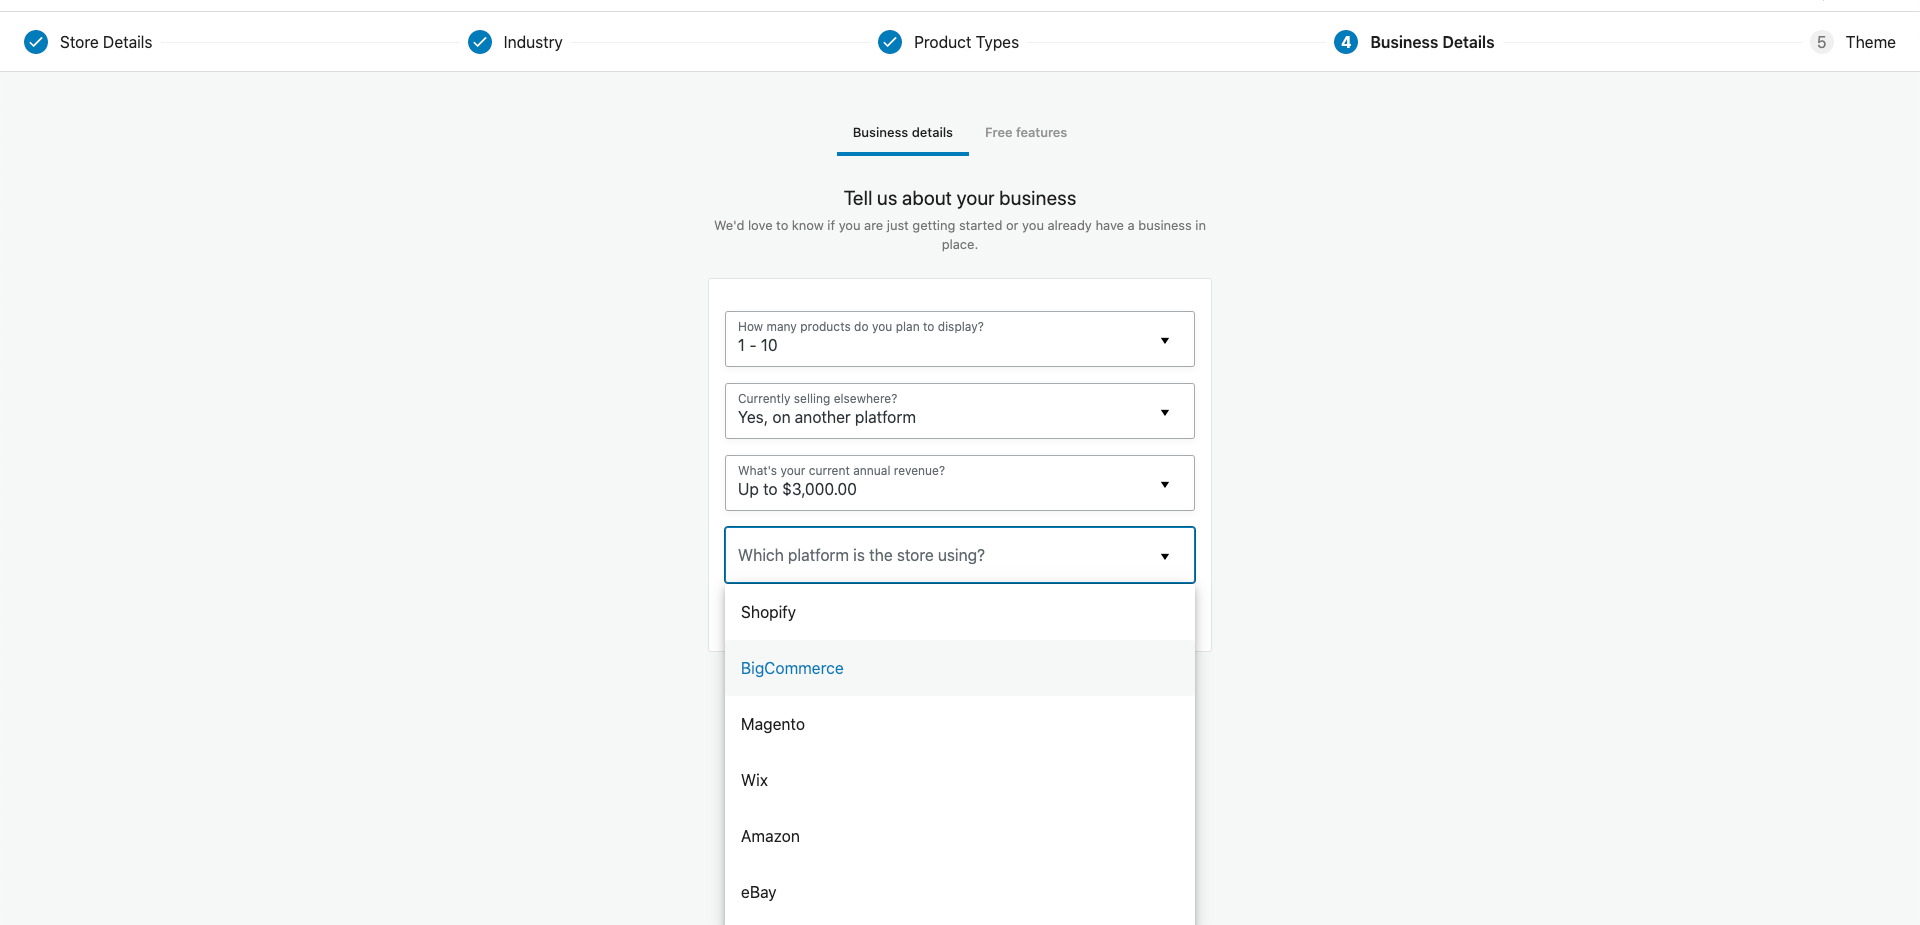 Store Details
Industry
Product Types
4 Business Details
5 Theme
Business details
Free features
Tell us about your business
We'd love to know if you are just getting started or you already have a business in
place.
How many products do you plan to display?
1 - 10
Currently selling elsewhere?
Yes, on another platform
What's your current annual revenue?
Up to $3,000.00
Which platform is the store using?
Shopify
BigCommerce
Magento
Wix
Amazon
eBay